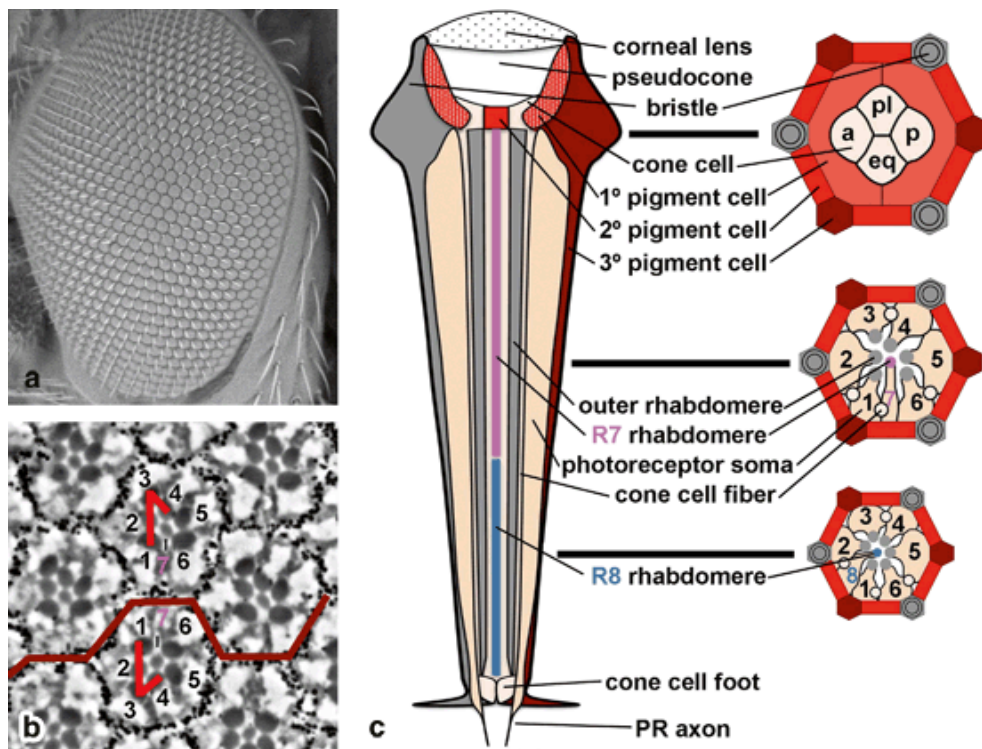 a
3
4
2
5
1
7
6
7
1
6
2
5
4
3
b
corneal lens
pseudocone
bristle
cone cell
1º pigment cell
2º pigment cell
3º pigment cell
outer rhabdomere
R7 rhabdomere
photoreceptor soma
cone cell fiber
R8 rhabdomere
cone cell foot
PR axon
c
pl
a
p
eq
3
4
2
5
1
7
6
3
4
2
5
8
1
6